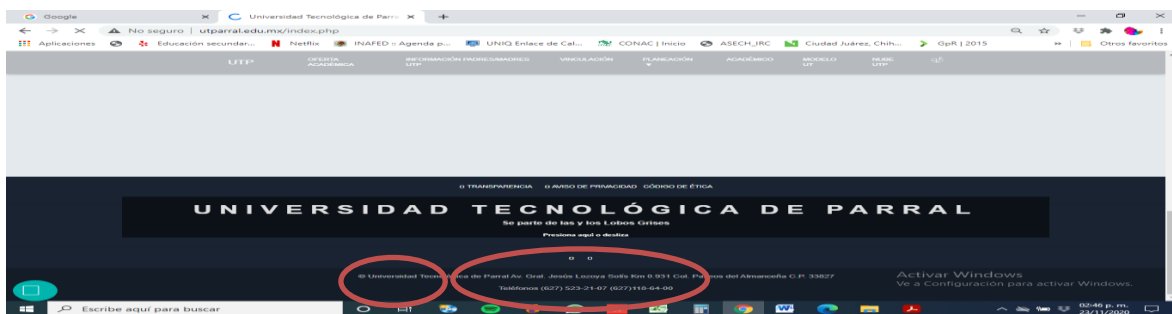 Google
Universidad Tecnológica de Parra
No seguro | utparral.edu.mx/index.php
Aplicaciones Educación secundar... Netflix INAFED :: Agenda p... UNIQ Enlace de Cal... CONAC | Inicio ASECH_IRC Ciudad Juárez, Chih... GpR | 2015 Otros favoritos
UTP OFERTA ACADÉMICA INFORMACIÓN PADRES/MADRES UTP VINCULACIÓN PLANEACIÓN ACADÉMICO MODELO UT NUBE UTP
TRANSPARENCIA AVISO DE PRIVACIDAD CÓDIGO DE ÉTICA
UNIVERSIDAD TECNOLÓGICA DE PARRAL
Se parte de las y los Lobos Grises
Presiona aquí o desliza
© Universidad Tecnológica de Parral Av. Gral. Jesús Lozoya Solís Km 0.931 Col. Paseos del Almanceña C.P. 33827
Teléfonos (627) 523-21-07 (627)118-64-00
Activar Windows
Ve a Configuración para activar Windows.
Escribe aquí para buscar
02:46 p. m.
23/11/2020